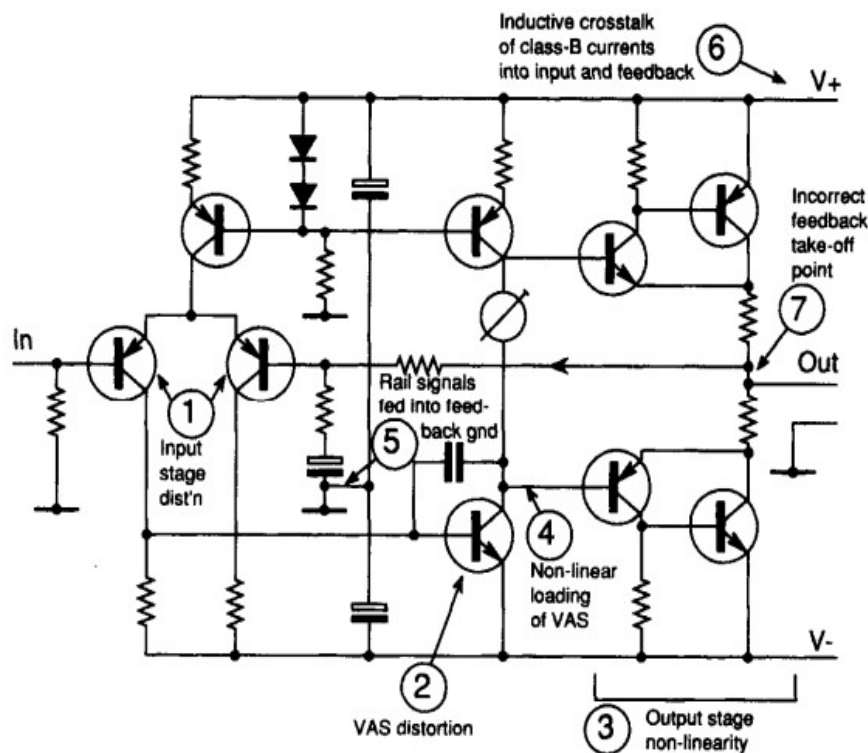 Inductive crosstalk
of class-B currents
into input and feedback
6
V+
Incorrect
feedback
take-off
point
7
In
Out
1
Input
stage
dist'n
Rail signals
fed into feed-
back gnd
5
4
Non-linear
loading
of VAS
2
VAS distortion
V-
3
Output stage
non-linearity